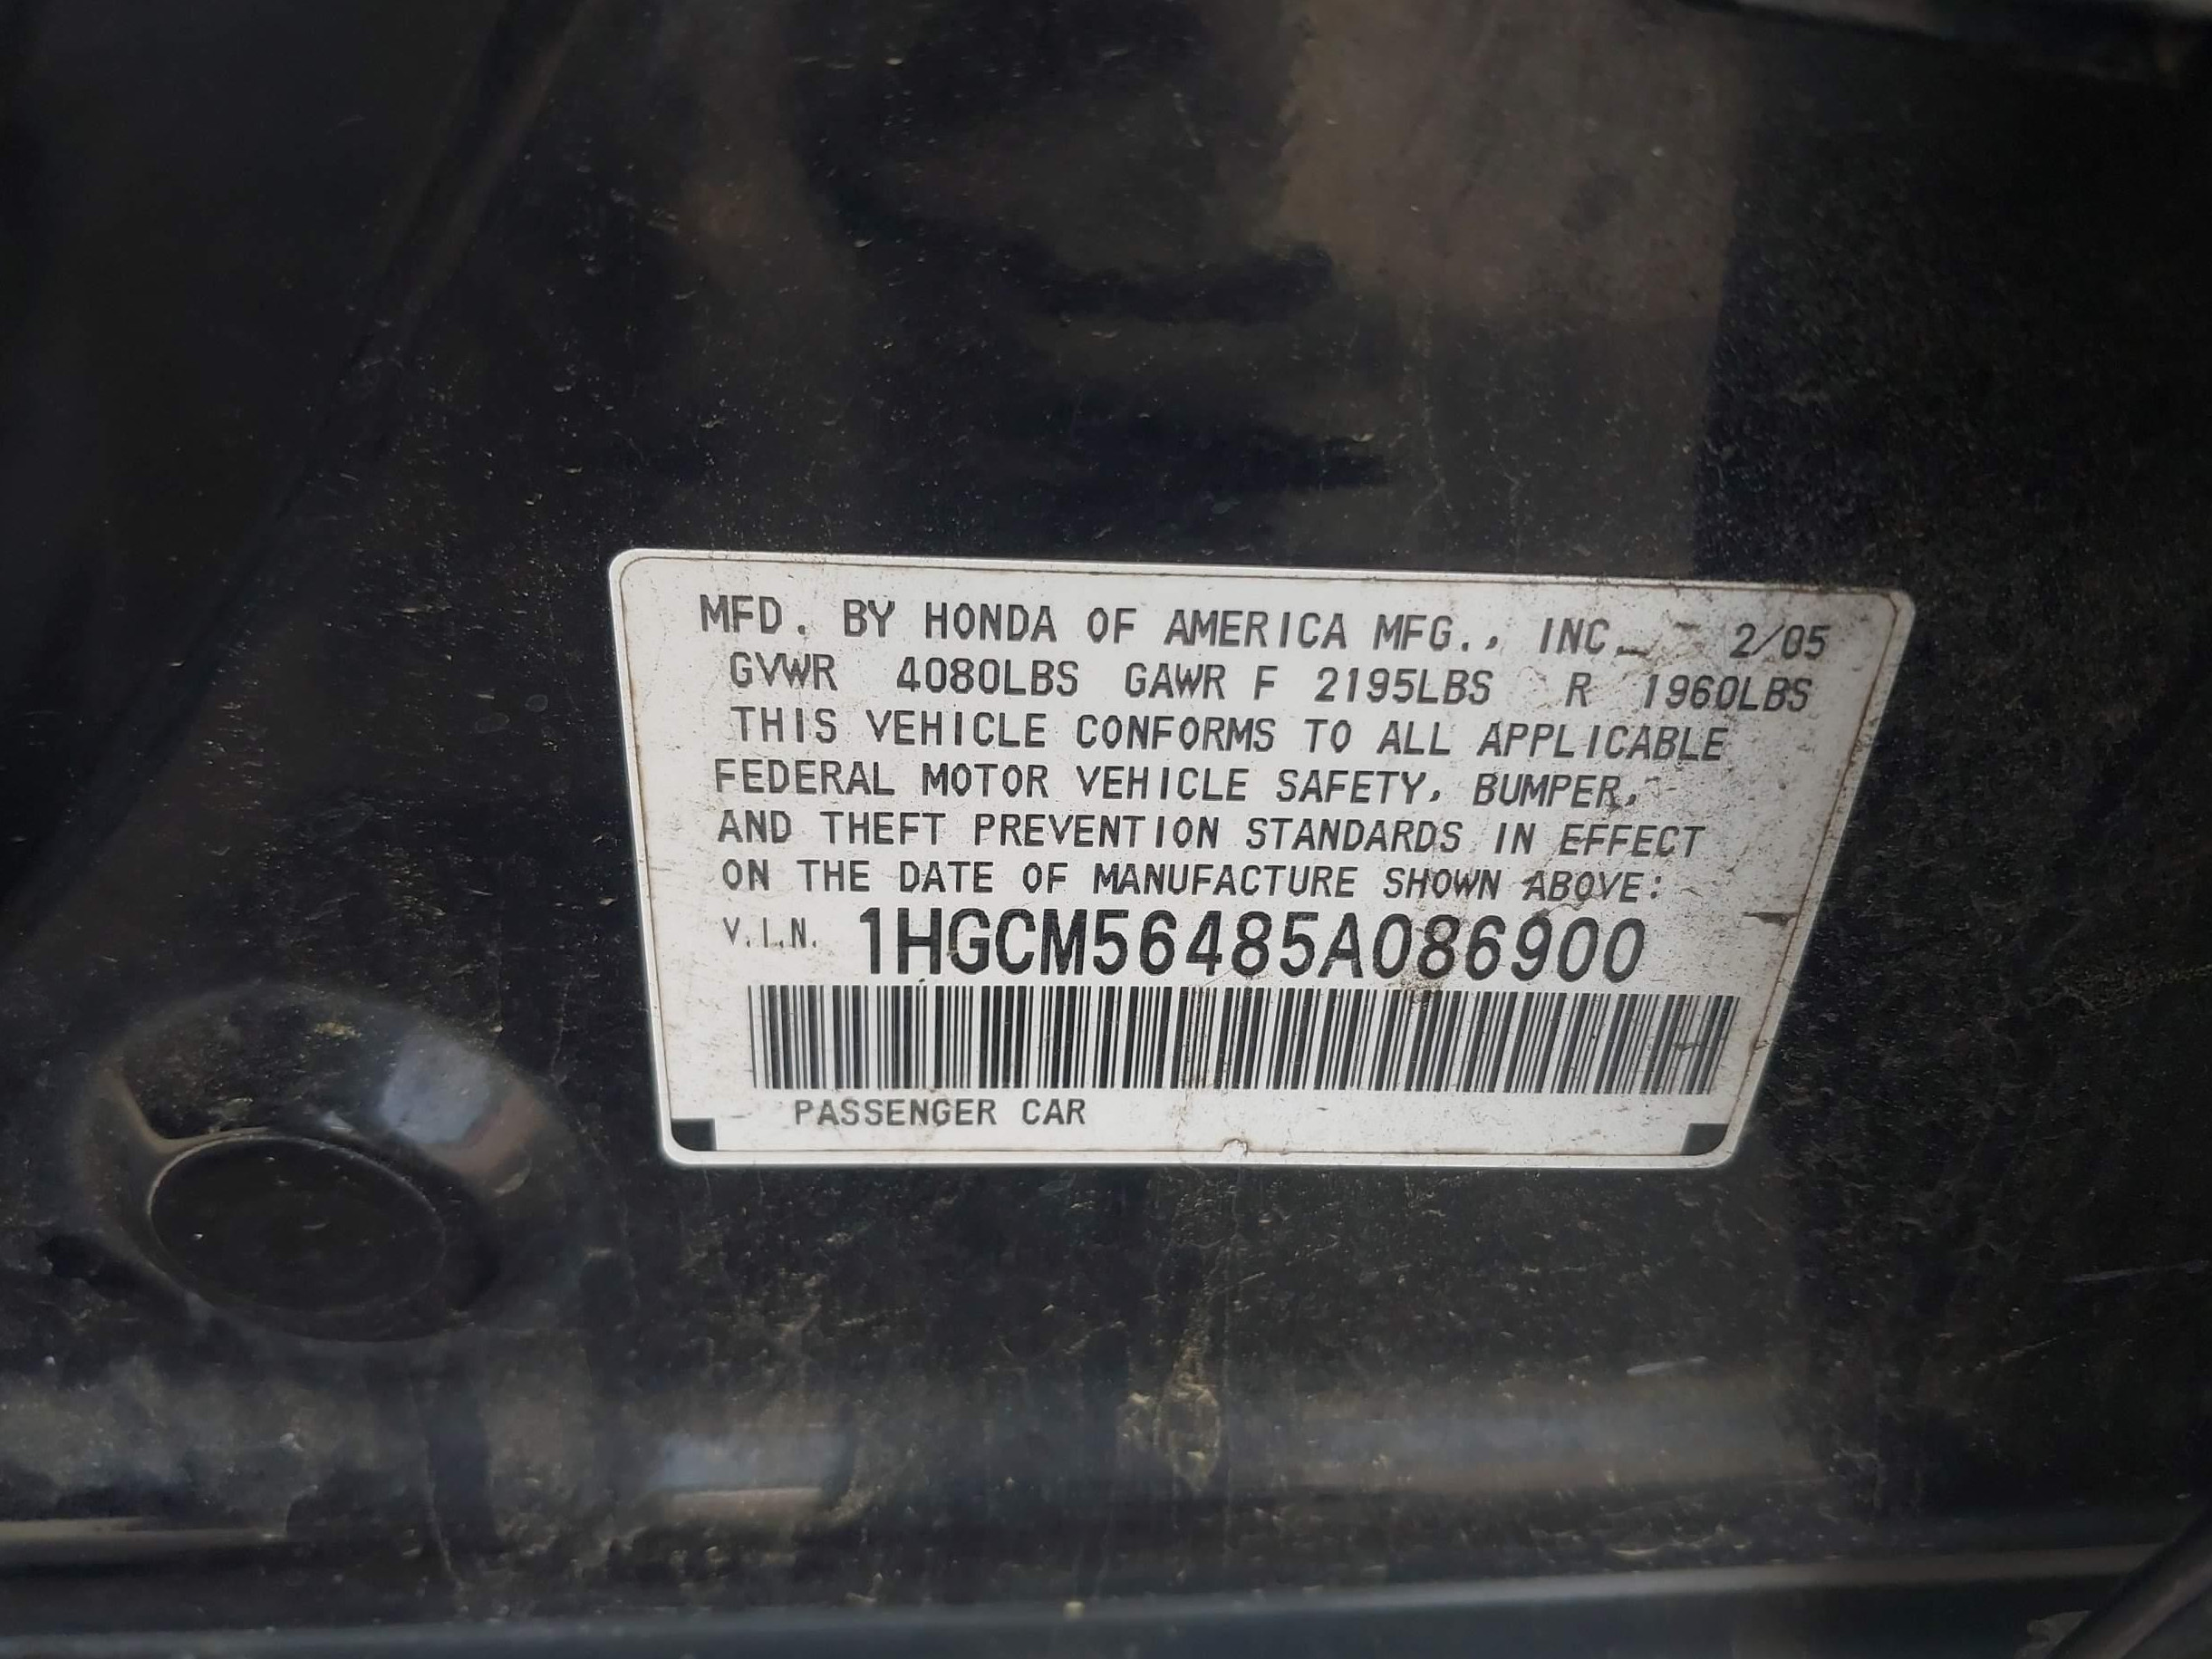 MFD. BY HONDA OF AMERICA MFG., INC. 2/05
GVWR 4080LBS GAWR F 2195LBS R 1960LBS
THIS VEHICLE CONFORMS TO ALL APPLICABLE
FEDERAL MOTOR VEHICLE SAFETY, BUMPER,
AND THEFT PREVENTION STANDARDS IN EFFECT
ON THE DATE OF MANUFACTURE SHOWN ABOVE:
V.I.N. 1HGCM56485A086900
PASSENGER CAR